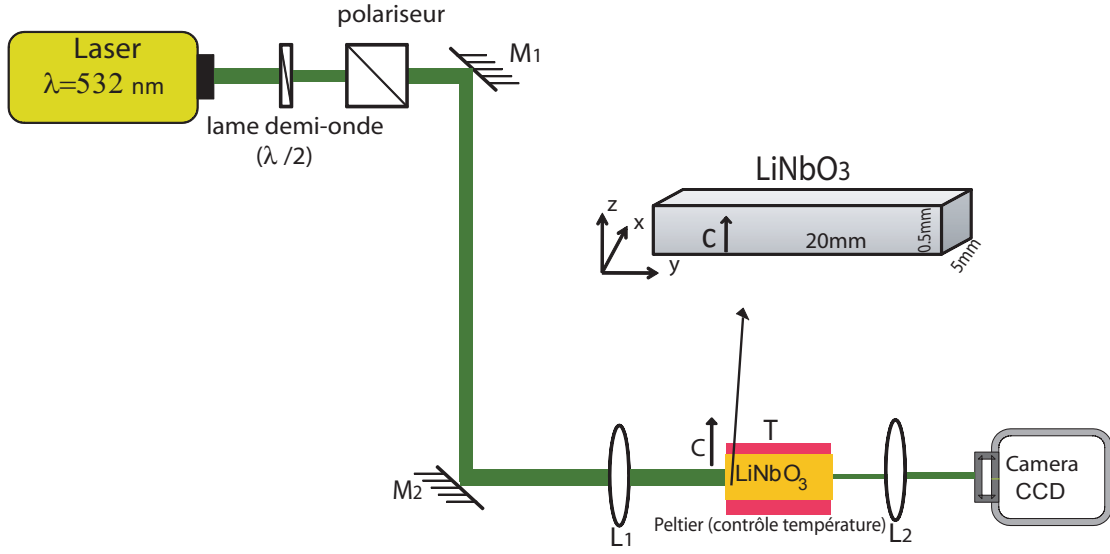 polariseur
Laser
λ=532 nm
M1
lame demi-onde
(λ /2)
LiNbO3
z
x
y
C
20mm
0.5mm
5mm
C
T
LiNbO3
M2
L1
Peltier (contrôle température)
L2
Camera
CCD